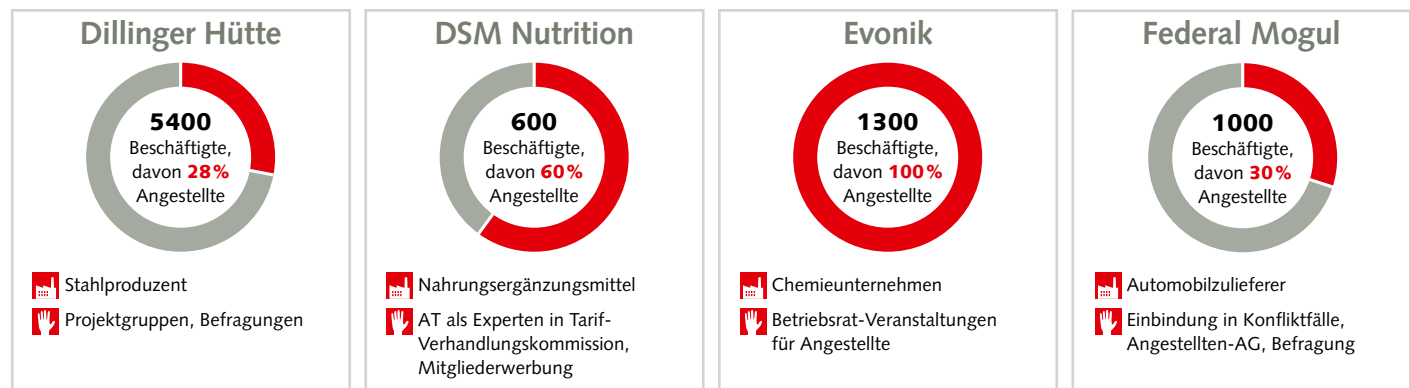 Dillinger Hütte
5400
Beschäftigte,
davon 28%
Angestellte
Stahlproduzent
Projektgruppen, Befragungen
DSM Nutrition
600
Beschäftigte,
davon 60%
Angestellte
Nahrungsergänzungsmittel
AT als Experten in Tarif-
Verhandlungskommission,
Mitgliederwerbung
Evonik
1300
Beschäftigte,
davon 100%
Angestellte
Chemieunternehmen
Betriebsrat-Veranstaltungen
für Angestellte
Federal Mogul
1000
Beschäftigte,
davon 30%
Angestellte
Automobilzulieferer
Einbindung in Konfliktfälle,
Angestellten-AG, Befragung